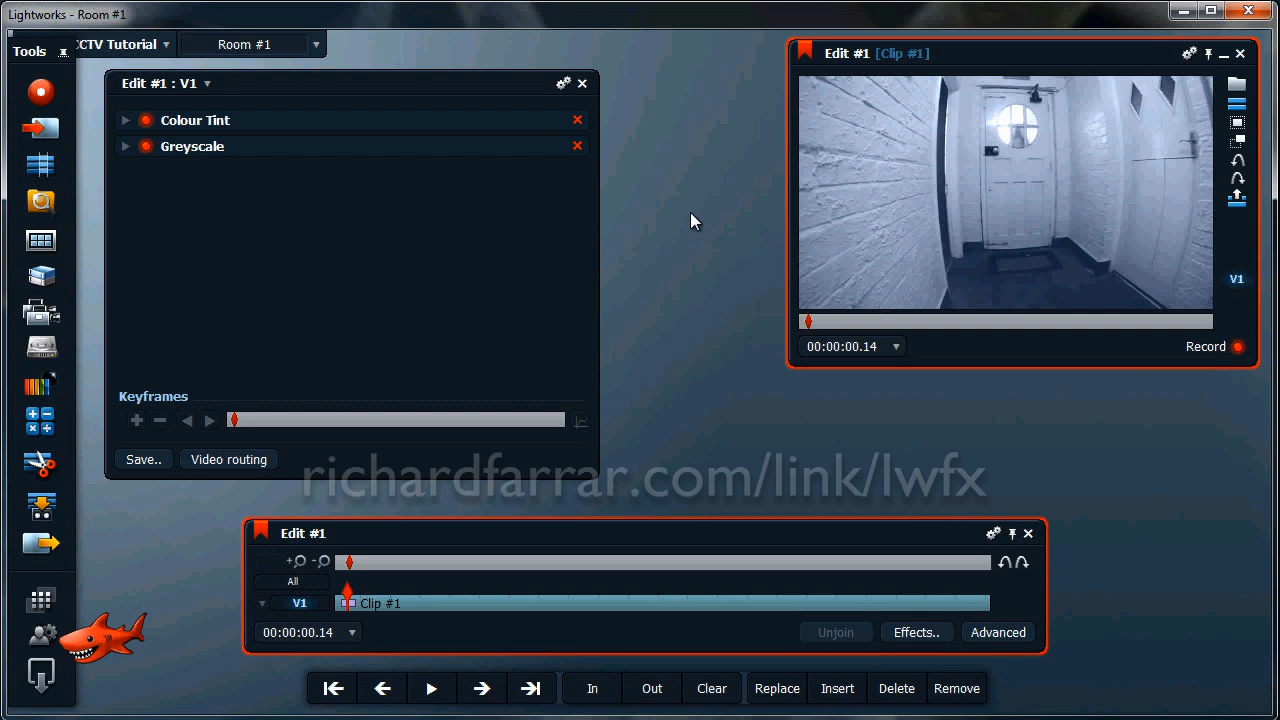 Lightworks - Room #1
CCTV Tutorial
Room #1
Tools
Edit #1 : V1
Colour Tint
Greyscale
Keyframes
Save..
Video routing
Edit #1 [Clip #1]
V1
00:00:00.14
Record
richardfarrar.com/link/lwfx
Edit #1
All
V1
Clip #1
00:00:00.14
Unjoin
Effects..
Advanced
In
Out
Clear
Replace
Insert
Delete
Remove